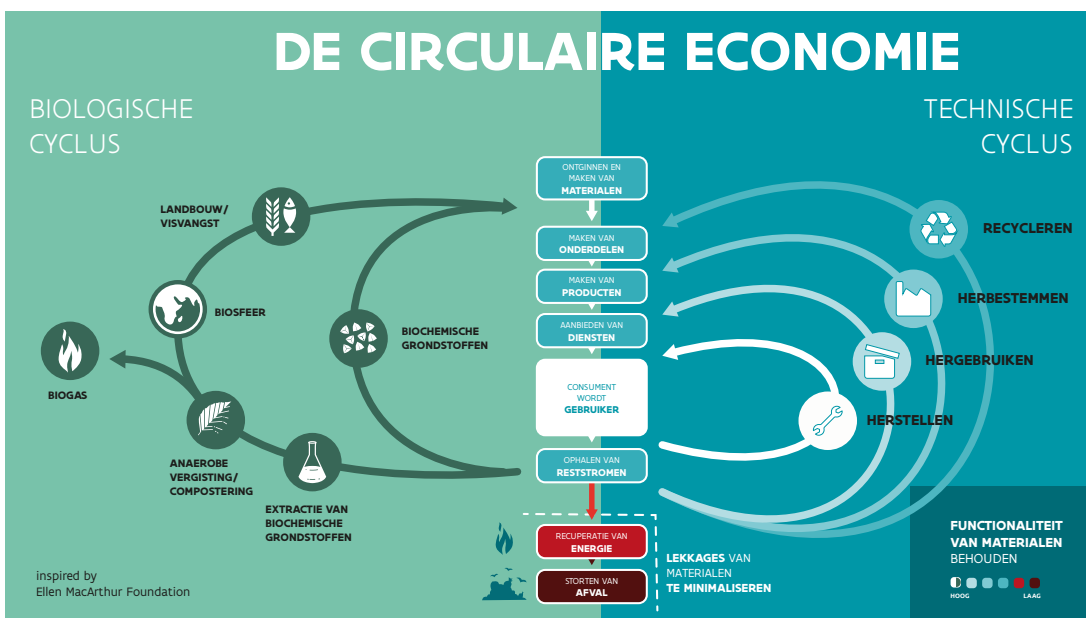 DE CIRCULAIRE ECONOMIE
BIOLOGISCHE
CYCLUS
TECHNISCHE
CYCLUS
ONTGINNEN EN
MAKEN VAN
MATERIALEN
MAKEN VAN
ONDERDELEN
MAKEN VAN
PRODUCTEN
AANBIEDEN VAN
DIENSTEN
CONSUMENT
WORDT
GEBRUIKER
OPHALEN VAN
RESTSTROMEN
RECUPERATIE VAN
ENERGIE
STORTEN VAN
AFVAL
LANDBOUW/
VISVANGST
BIOSFEER
BIOGAS
BIOCHEMISCHE
GRONDSTOFFEN
ANAEROBE
VERGISTING/
COMPOSTERING
EXTRACTIE VAN
BIOCHEMISCHE
GRONDSTOFFEN
RECYCLEREN
HERBESTEMMEN
HERGEBRUIKEN
HERSTELLEN
LEKKAGES VAN
MATERIALEN
TE MINIMALISEREN
FUNCTIONALITEIT
VAN MATERIALEN
BEHOUDEN
HOOG LAAG
inspired by
Ellen MacArthur Foundation